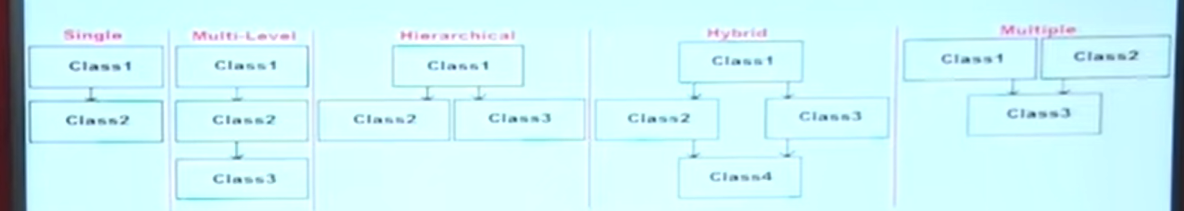 Single
Class1
Class2
Multi-Level
Class1
Class2
Class3
Hierarchical
Class1
Class2 Class3
Hybrid
Class1
Class2 Class3
Class4
Multiple
Class1 Class2
Class3